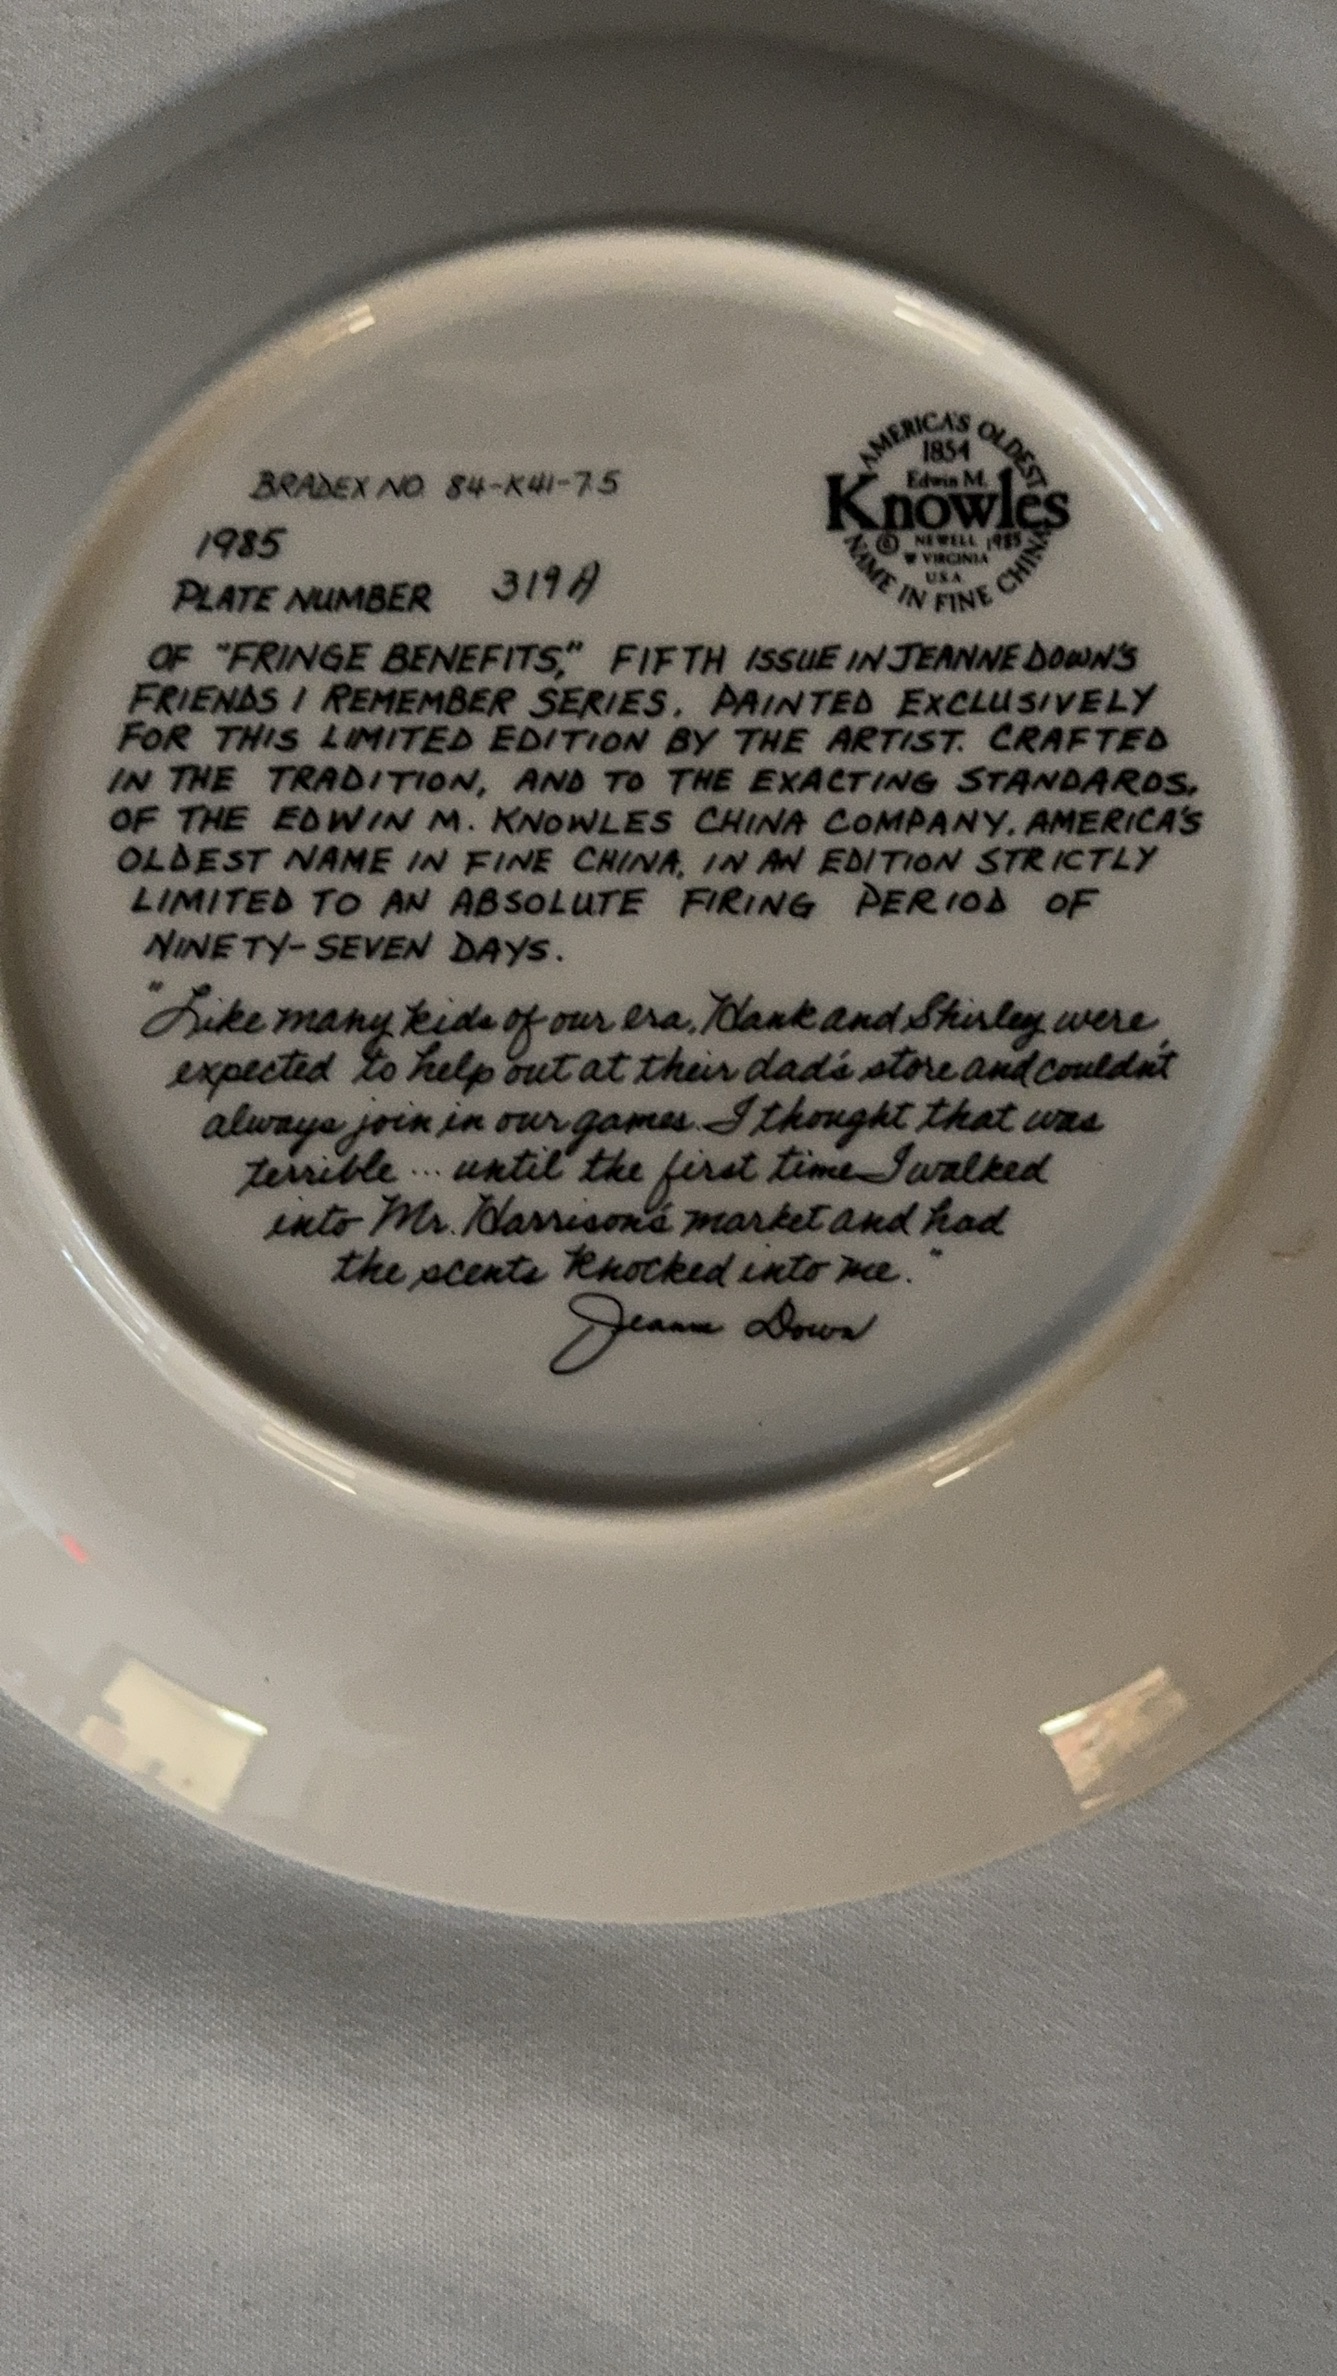 BRADEX NO. 84-K41-7.5
1985
PLATE NUMBER 319A
AMERICA'S OLDEST
1854
Edwin M.
Knowles
© NEWELL 1985
W VIRGINIA
U.S.A.
NAME IN FINE CHINA
OF "FRINGE BENEFITS," FIFTH ISSUE IN JEANNE DOWN'S
FRIENDS I REMEMBER SERIES. PAINTED EXCLUSIVELY
FOR THIS LIMITED EDITION BY THE ARTIST. CRAFTED
IN THE TRADITION, AND TO THE EXACTING STANDARDS,
OF THE EDWIN M. KNOWLES CHINA COMPANY, AMERICA'S
OLDEST NAME IN FINE CHINA, IN AN EDITION STRICTLY
LIMITED TO AN ABSOLUTE FIRING PERIOD OF
NINETY-SEVEN DAYS.
"Like many kids of our era, Hank and Shirley were
expected to help out at their dad's store and couldn't
always join in our games. I thought that was
terrible... until the first time I walked
into Mr. Harrison's market and had
the scents knocked into me."
Jeanne Down